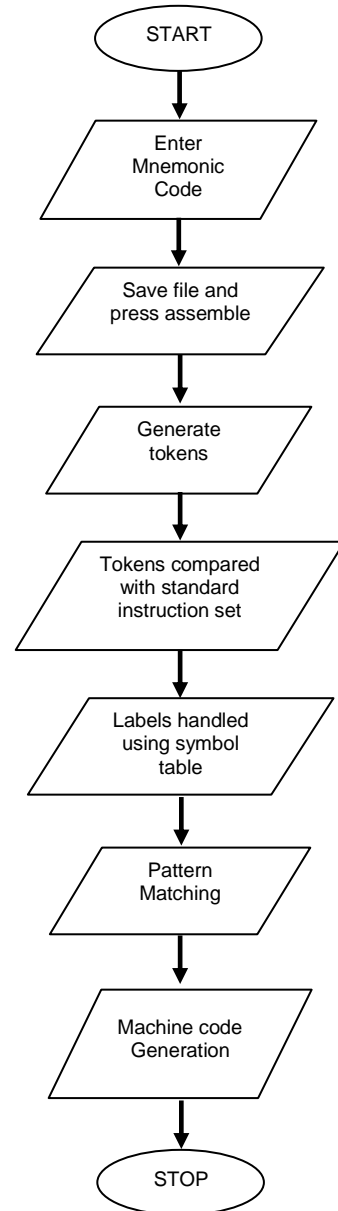 START
Enter
Mnemonic
Code
Save file and
press assemble
Generate
tokens
Tokens compared
with standard
instruction set
Labels handled
using symbol
table
Pattern
Matching
Machine code
Generation
STOP